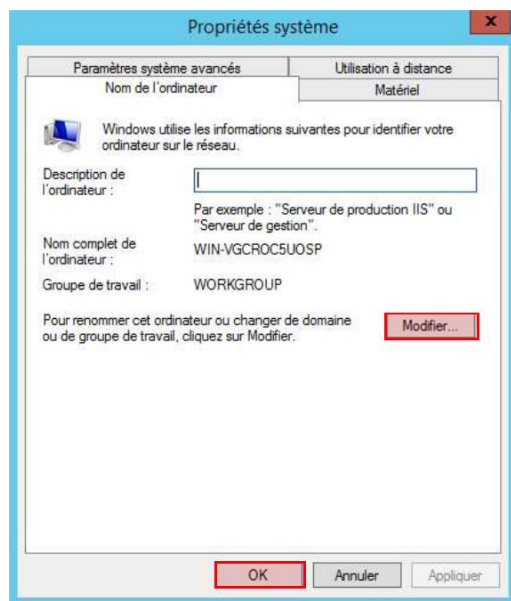 Propriétés système
x
Paramètres système avancés
Utilisation à distance
Nom de l'ordinateur
Matériel
Windows utilise les informations suivantes pour identifier votre
ordinateur sur le réseau.
Description de
l'ordinateur :
Par exemple : "Serveur de production IIS" ou
"Serveur de gestion".
Nom complet de
l'ordinateur :
WIN-VGCROC5UOSP
Groupe de travail :
WORKGROUP
Pour renommer cet ordinateur ou changer de domaine
ou de groupe de travail, cliquez sur Modifier.
Modifier...
OK
Annuler
Appliquer